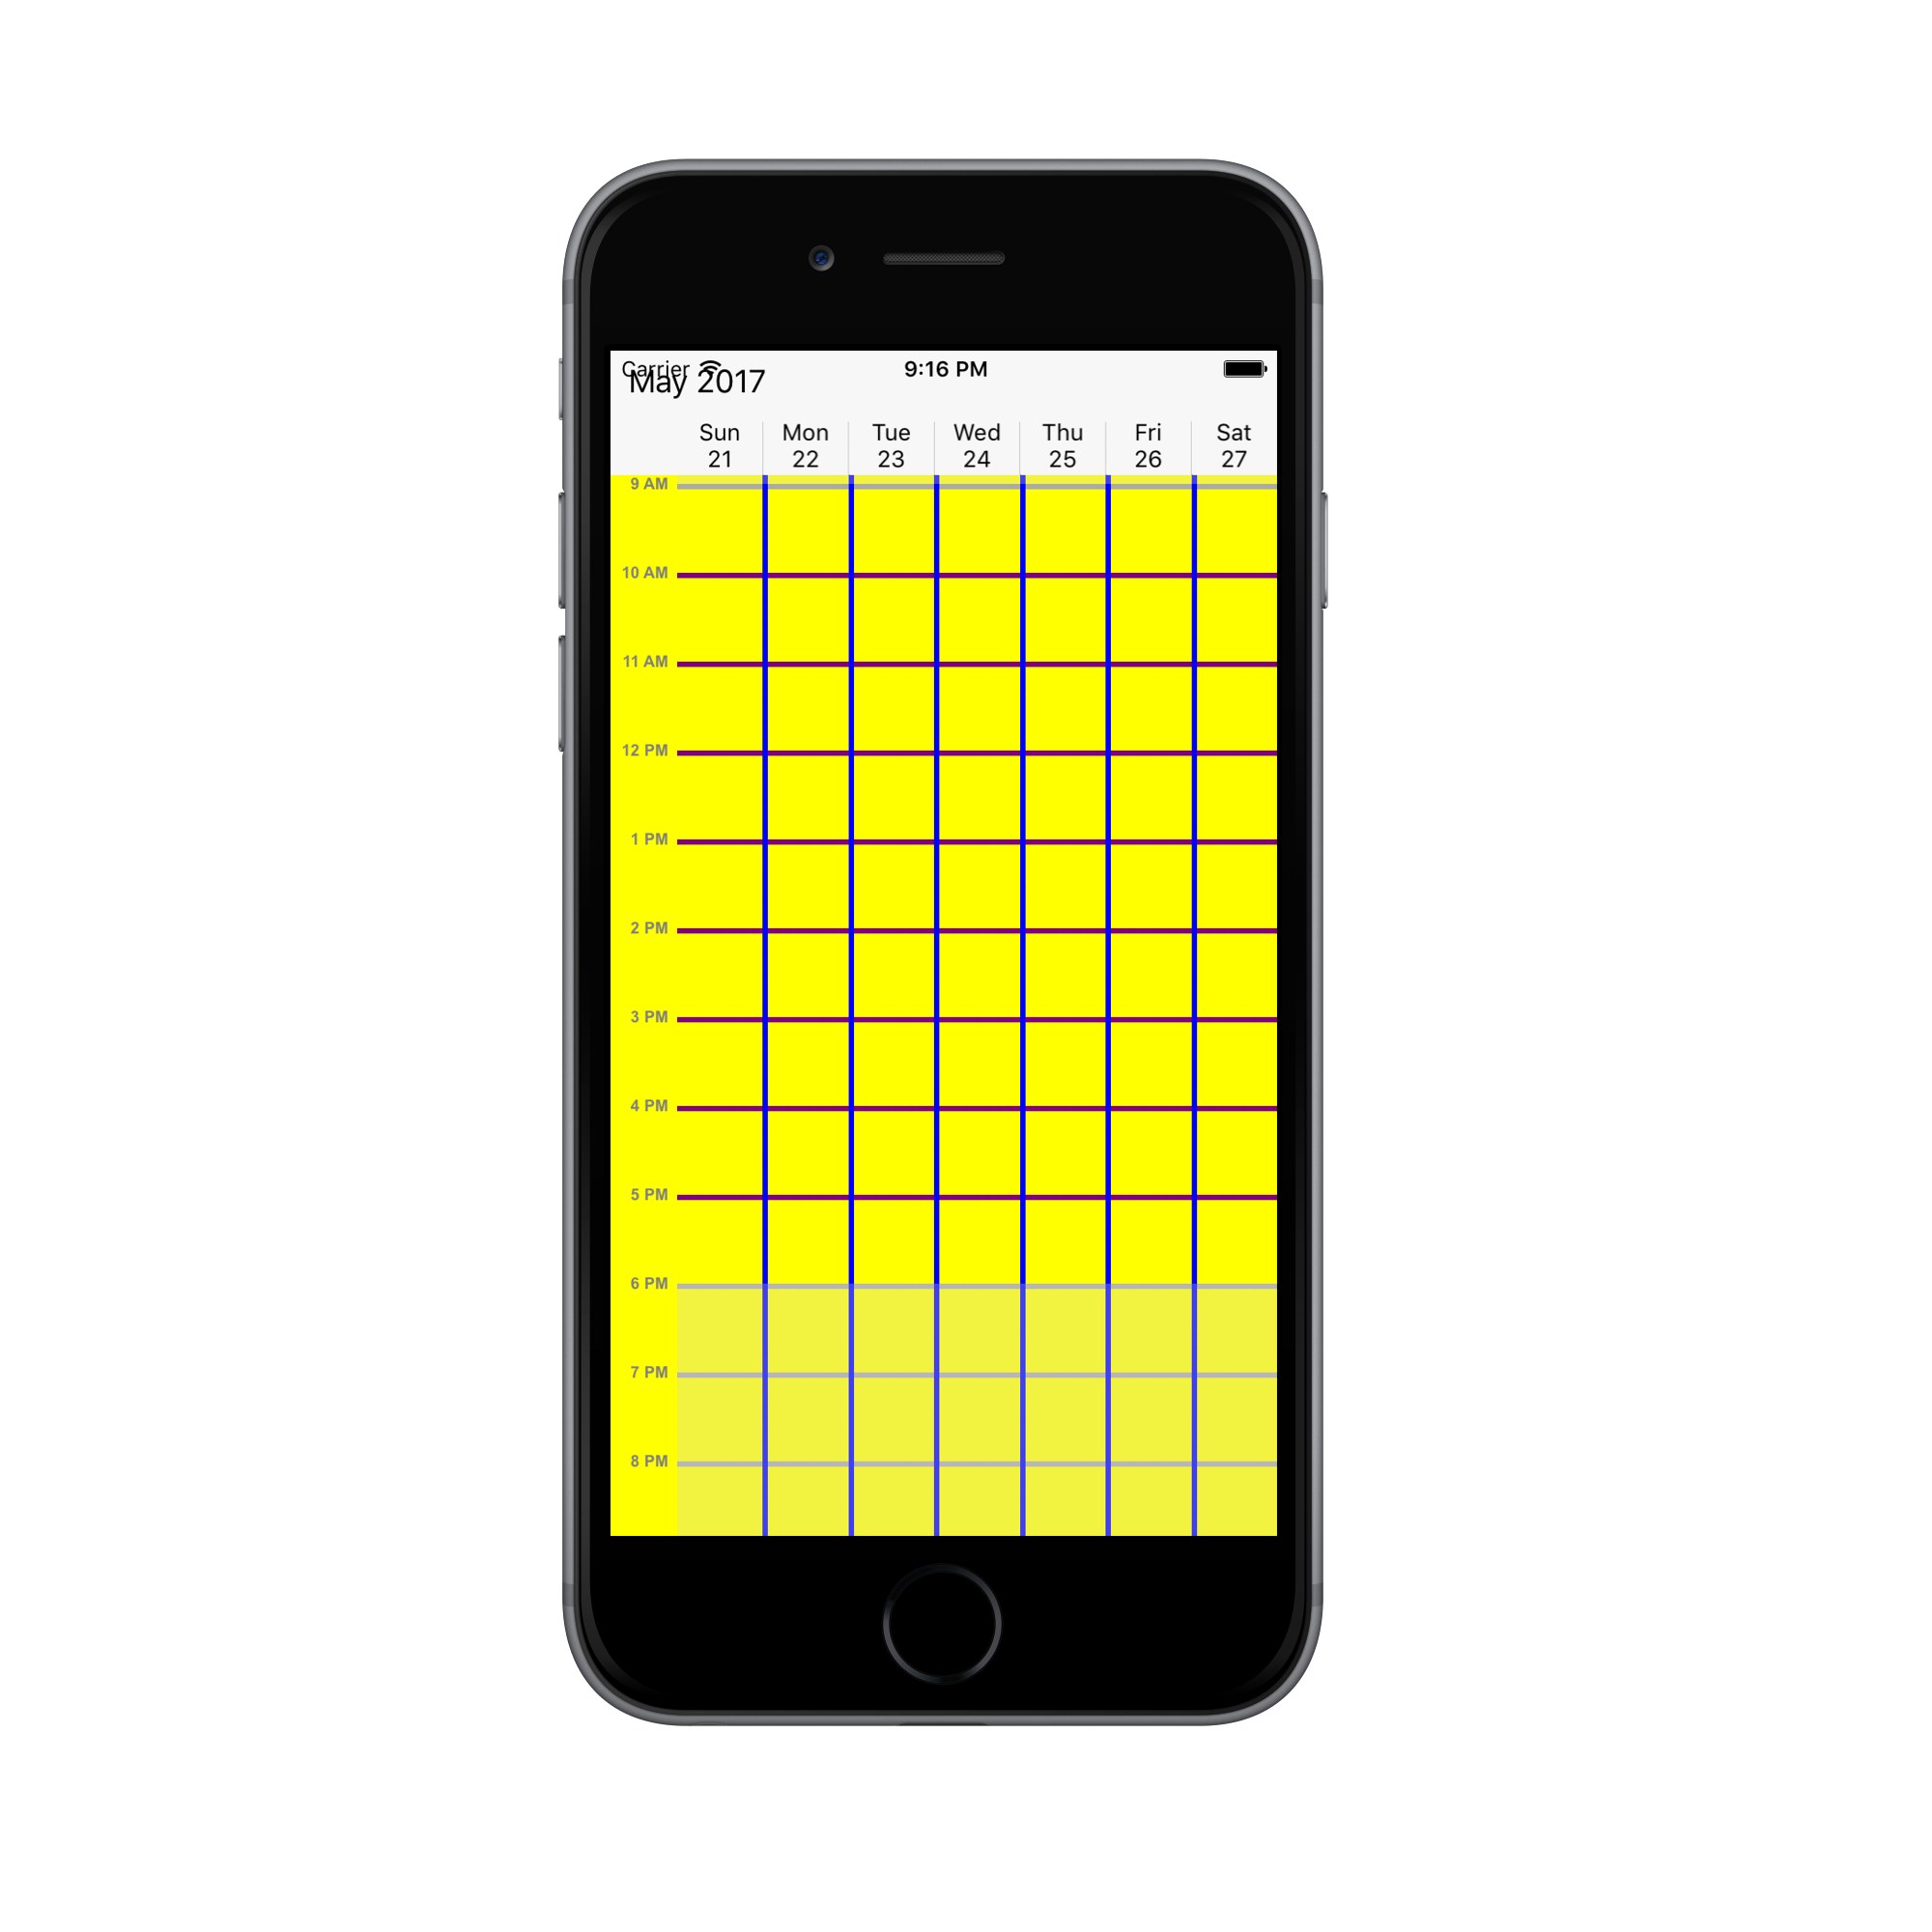 Carrier 9:16 PM
May 2017
Sun Mon Tue Wed Thu Fri Sat
21 22 23 24 25 26 27
9 AM
10 AM
11 AM
12 PM
1 PM
2 PM
3 PM
4 PM
5 PM
6 PM
7 PM
8 PM